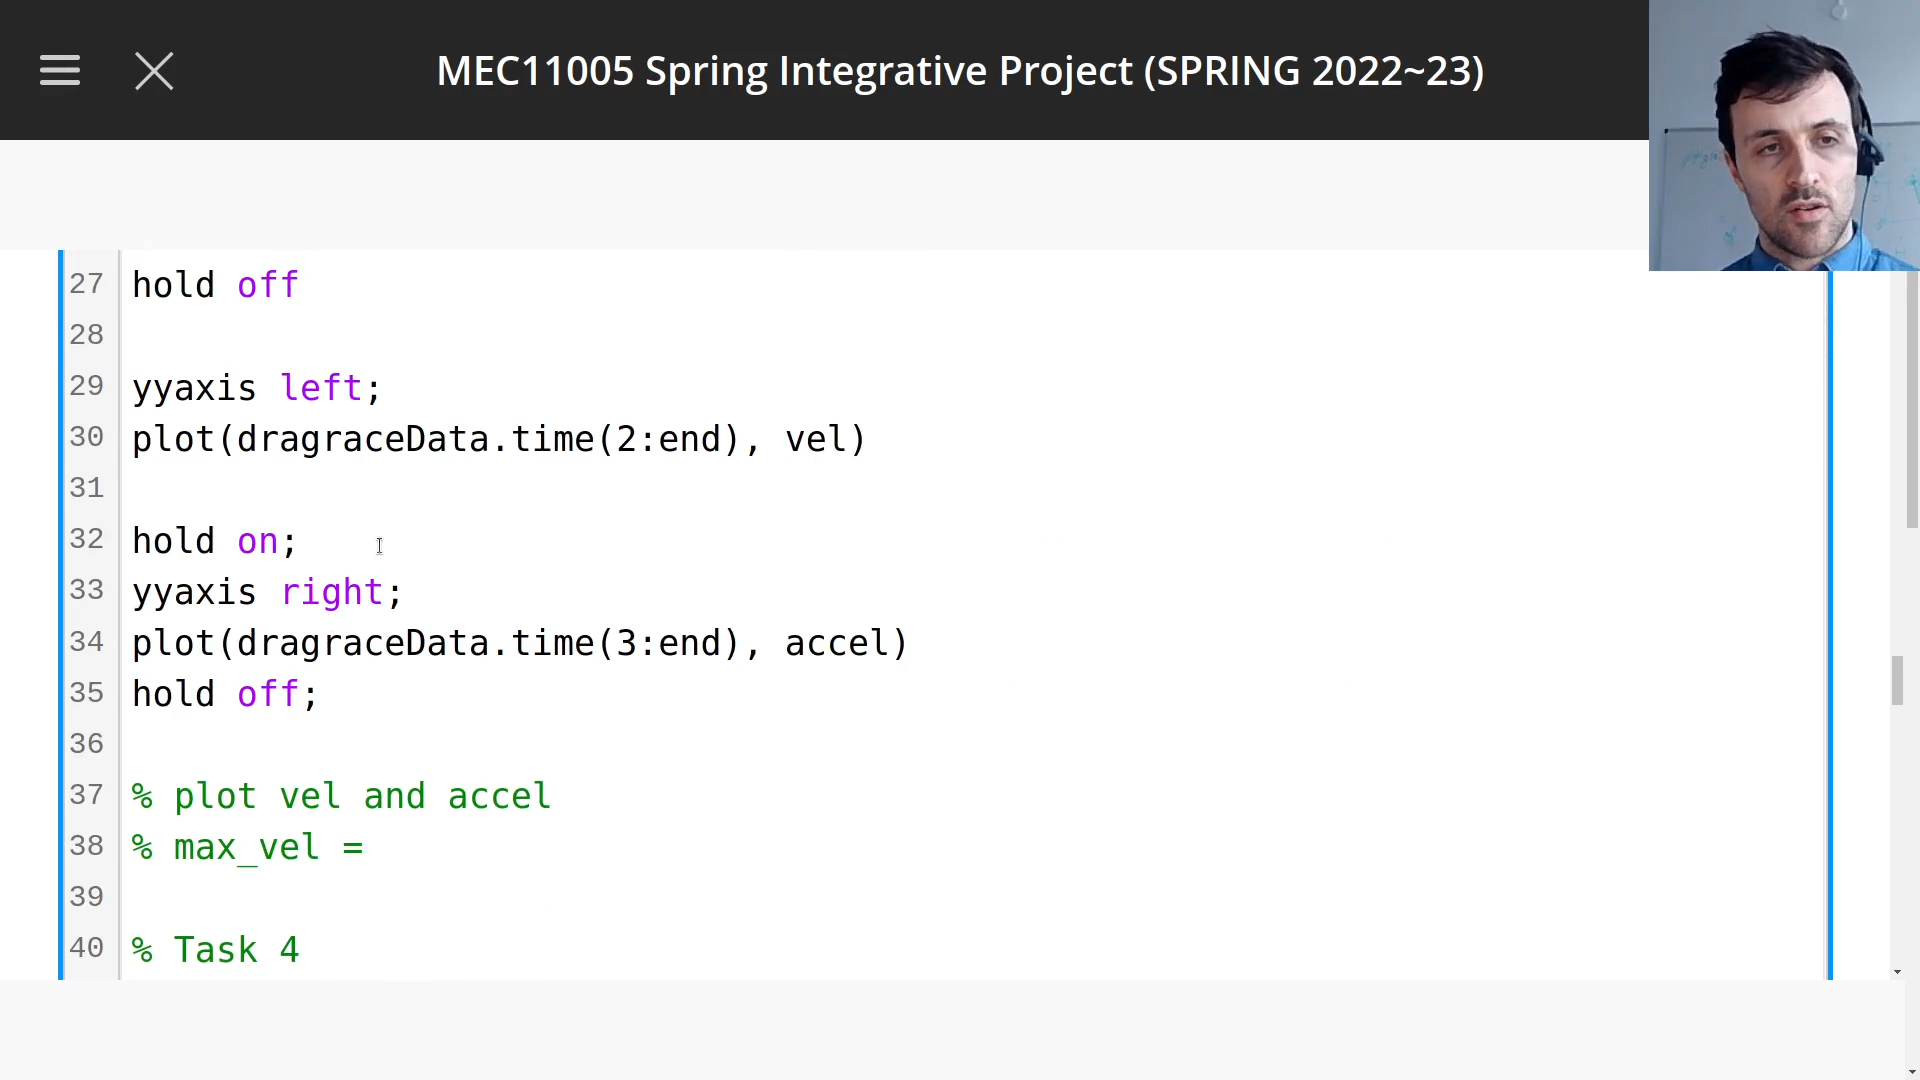 MEC11005 Spring Integrative Project (SPRING 2022~23)
27 hold off
28
29 yyaxis left;
30 plot(dragraceData.time(2:end), vel)
31
32 hold on;
33 yyaxis right;
34 plot(dragraceData.time(3:end), accel)
35 hold off;
36
37 % plot vel and accel
38 % max_vel =
39
40 % Task 4